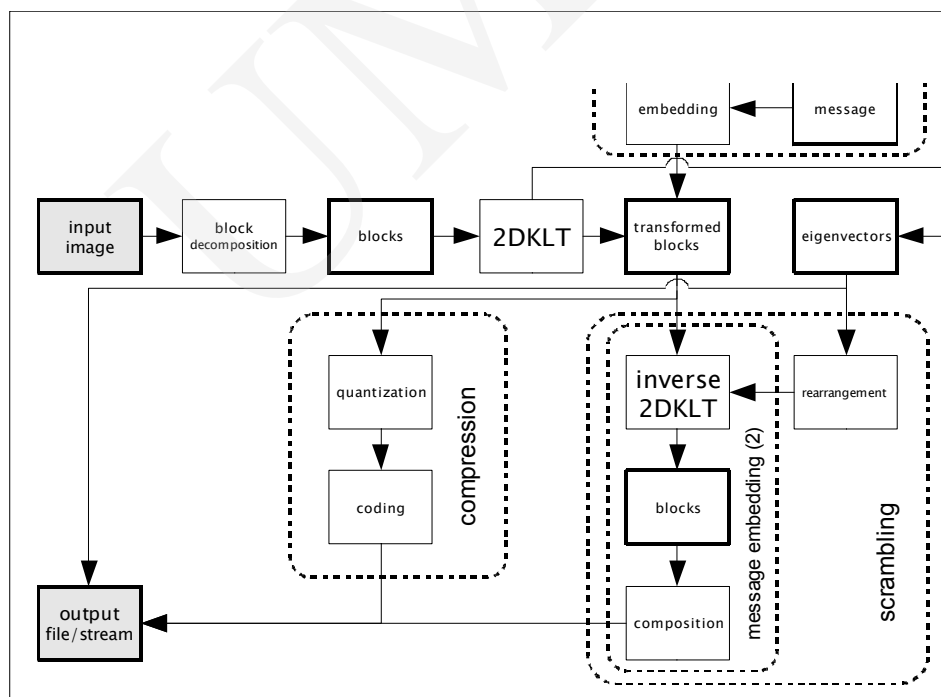 embedding
message
input
image
block
decomposition
blocks
2DKLT
transformed
blocks
eigenvectors
quantization
coding
compression
inverse
2DKLT
rearrangement
blocks
composition
message embedding (2)
scrambling
output
file/stream
UM